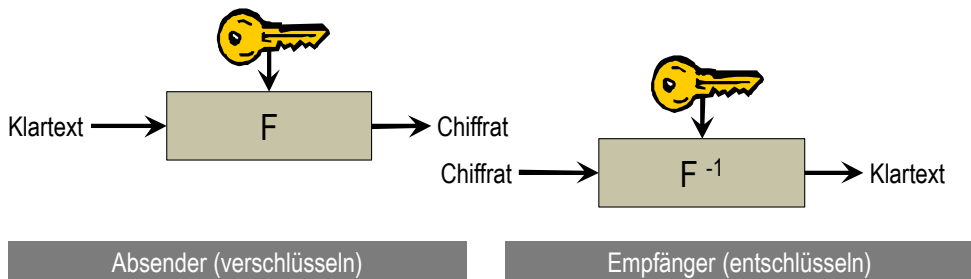 Klartext
F
Chiffrat
Chiffrat
F -1
Klartext
Absender (verschlüsseln)
Empfänger (entschlüsseln)